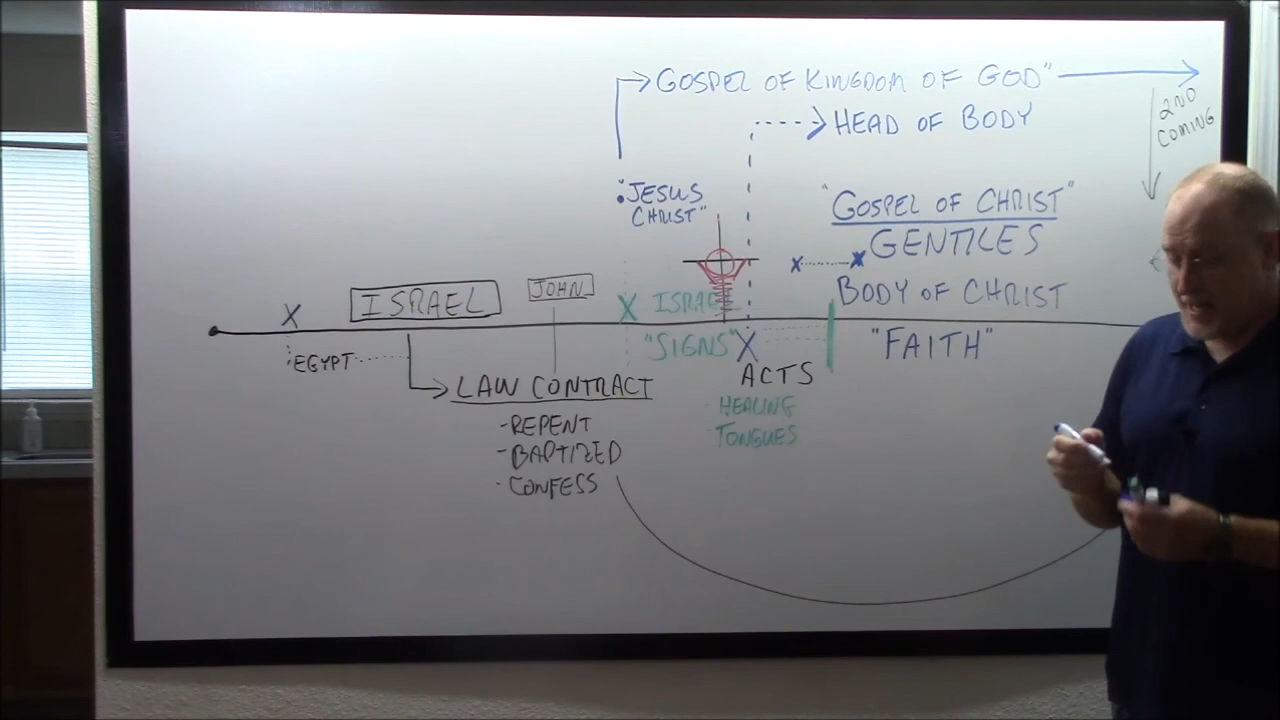 GOSPEL OF KINGDOM OF GOD"
HEAD OF BODY
2ND
COMING
"JESUS
CHRIST"
"GOSPEL OF CHRIST"
GENTILES
BODY OF CHRIST
X
ISRAEL
JOHN
X
"SIGNS"
X
"FAITH"
EGYPT
LAW CONTRACT
ACTS
- REPENT
- BAPTIZED
- CONFESS
- HEALING
- TONGUES